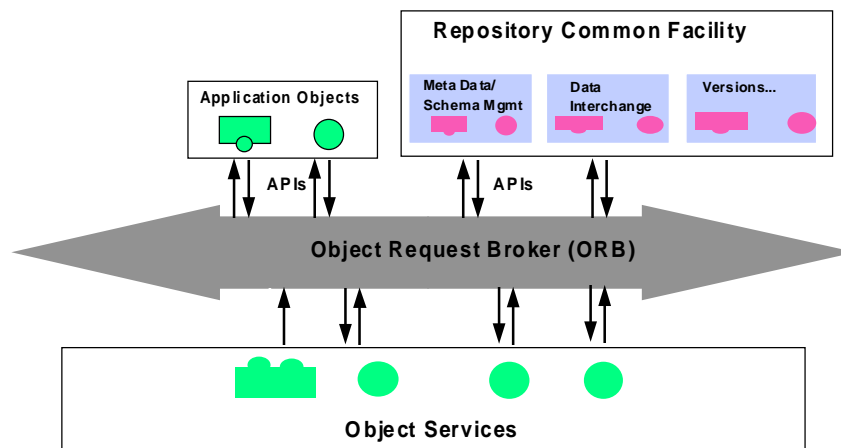 Repository Common Facility
Meta Data/
Schema Mgmt
Data
Interchange
Versions...
Application Objects
APIs
APIs
Object Request Broker (ORB)
Object Services